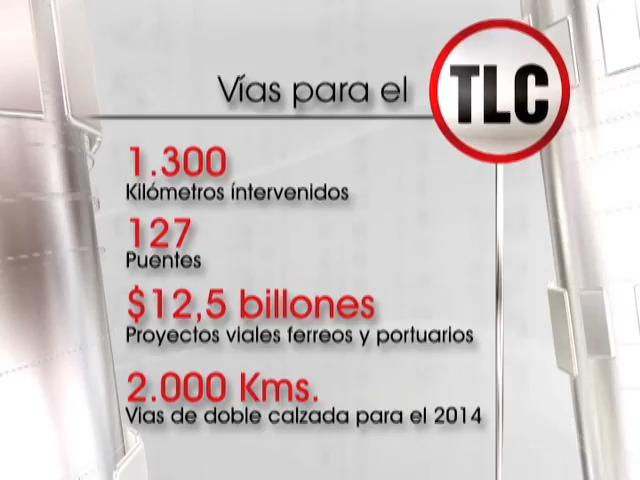 Vías para el TLC
1.300
Kilómetros íntervenidos
127
Puentes
$12,5 billones
Proyectos viales ferreos y portuarios
2.000 Kms.
Vias de doble calzada para el 2014